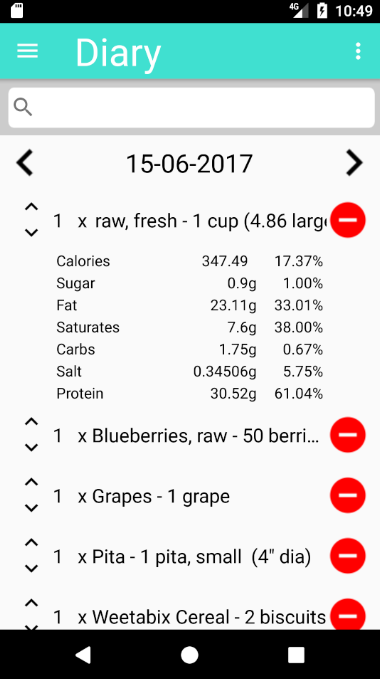 4G 10:49
Diary
15-06-2017
1 x raw, fresh - 1 cup (4.86 large
Calories 347.49 17.37%
Sugar 0.9g 1.00%
Fat 23.11g 33.01%
Saturates 7.6g 38.00%
Carbs 1.75g 0.67%
Salt 0.34506g 5.75%
Protein 30.52g 61.04%
1 x Blueberries, raw - 50 berri...
1 x Grapes - 1 grape
1 x Pita - 1 pita, small (4" dia)
1 x Weetabix Cereal - 2 biscuits